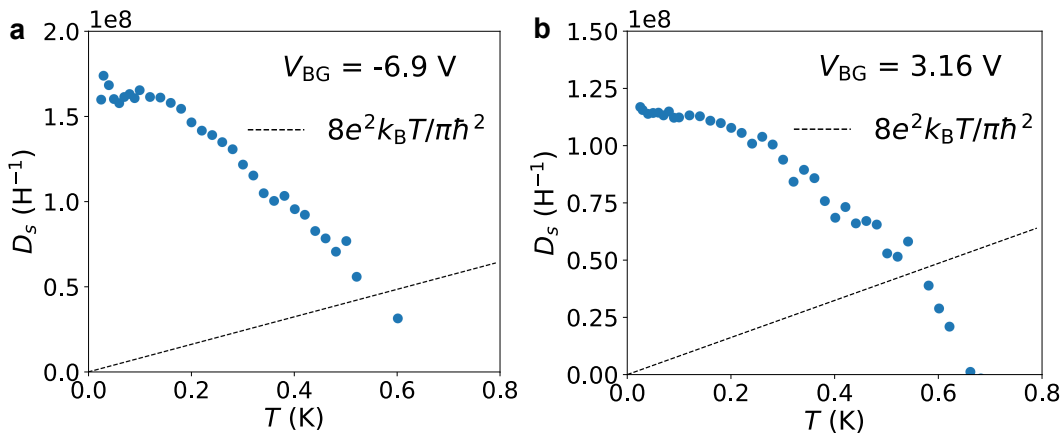 a
1e8
2.0
1.5
1.0
0.5
0.0
D_s (H⁻¹)
V_BG = -6.9 V
8e²k_BT/πħ²
0.0 0.2 0.4 0.6 0.8
T (K)
b
1e8
1.50
1.25
1.00
0.75
0.50
0.25
0.00
D_s (H⁻¹)
V_BG = 3.16 V
8e²k_BT/πħ²
0.0 0.2 0.4 0.6 0.8
T (K)